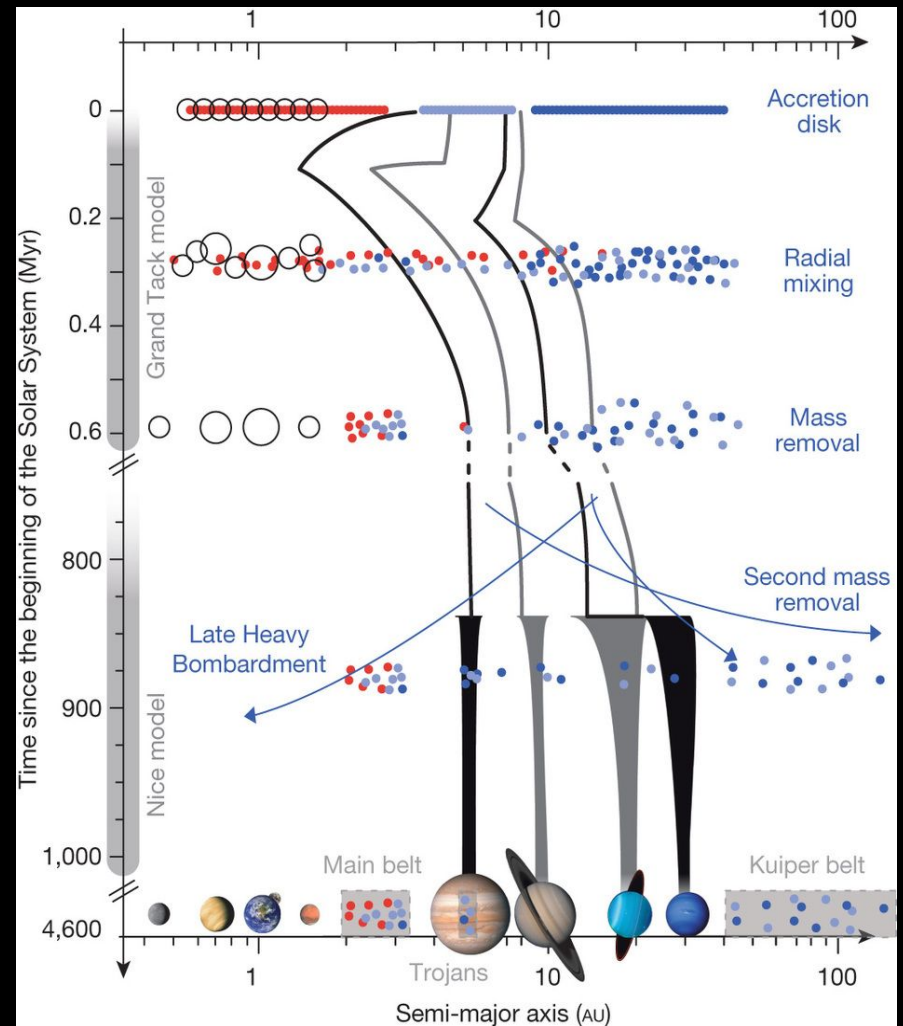 1 10 100
0
Accretion
disk
0.2
Radial
mixing
0.4
Mass
removal
0.6
Grand Tack model
Time since the beginning of the Solar System (Myr)
800
Second mass
removal
Late Heavy
Bombardment
900
Nice model
1,000
Main belt
Kuiper belt
4,600
Trojans
1 10 100
Semi-major axis (AU)